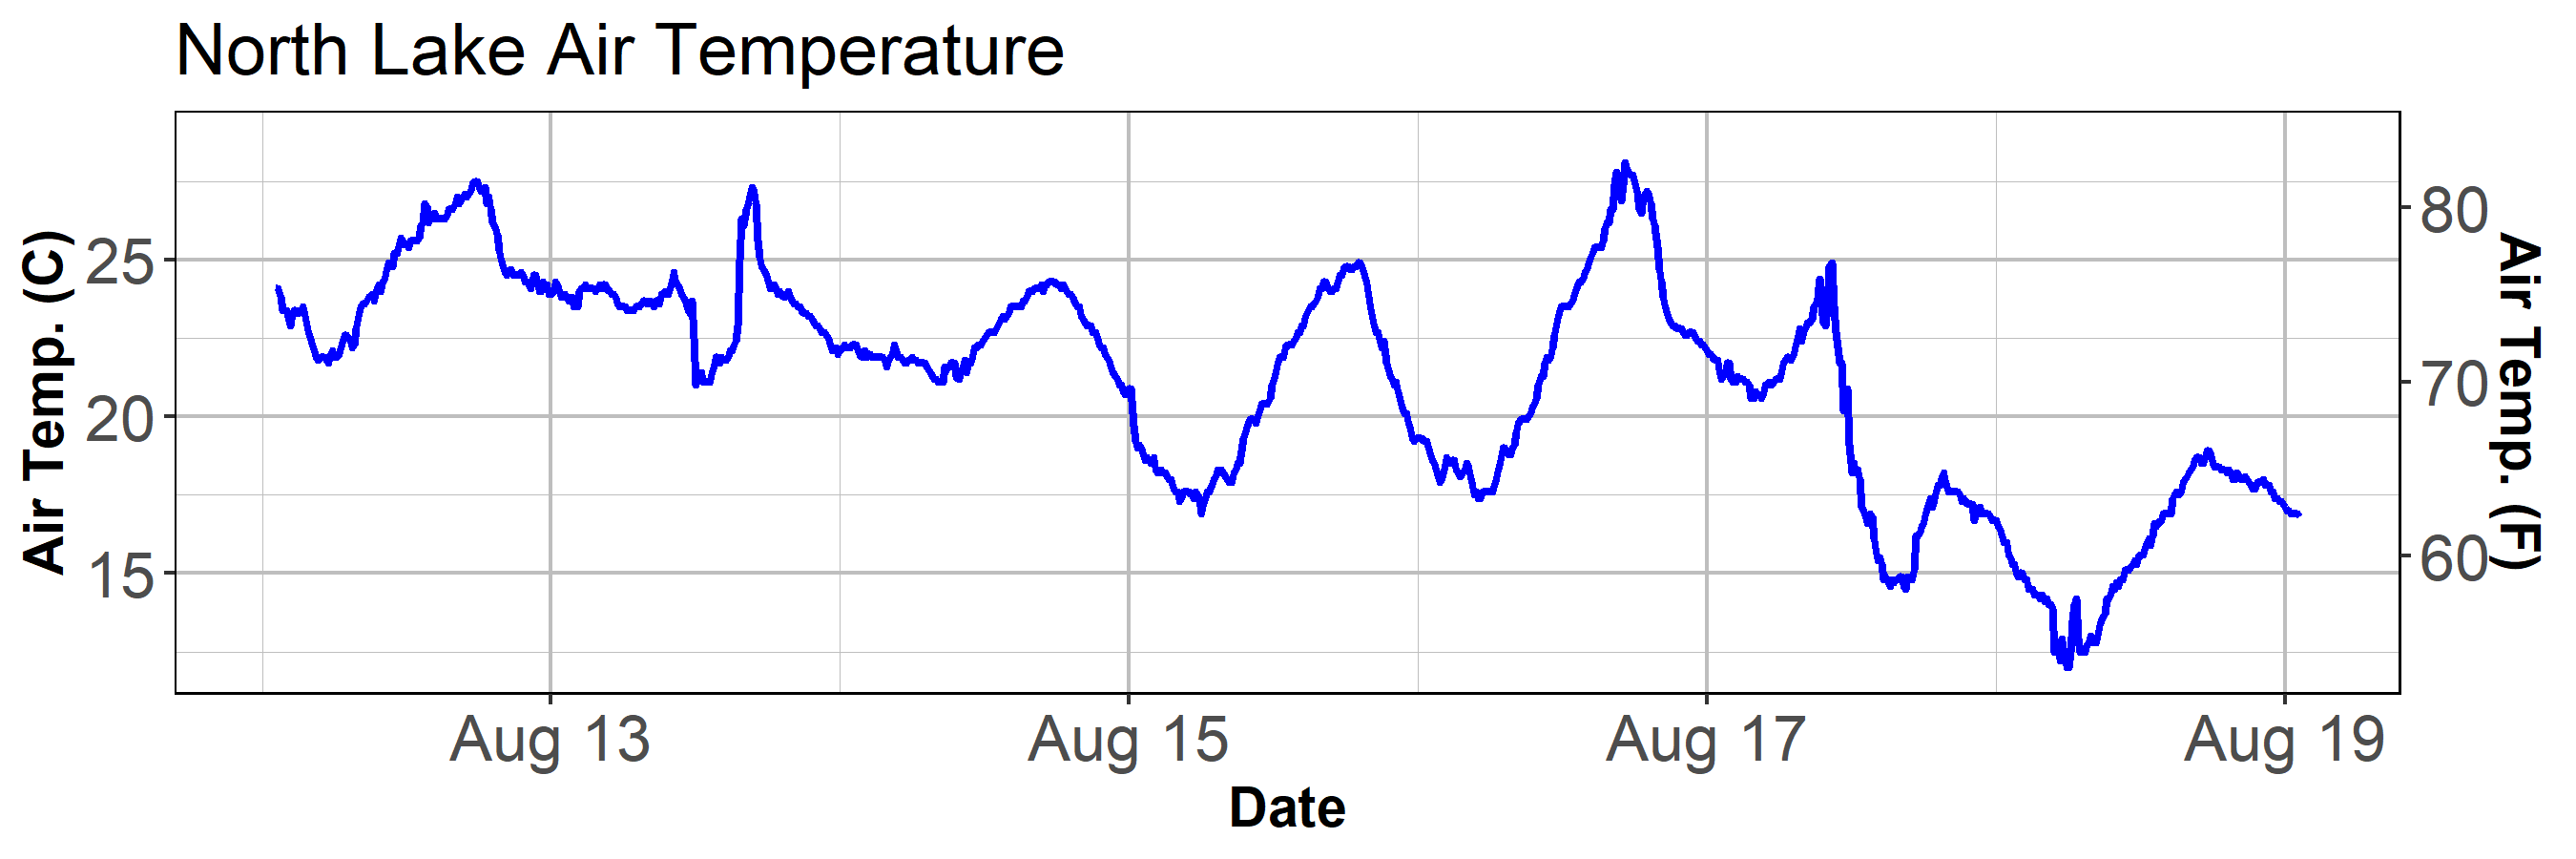 North Lake Air Temperature
Air Temp. (C)
25
20
15
80
70
60
Air Temp. (F)
Aug 13
Aug 15
Aug 17
Aug 19
Date